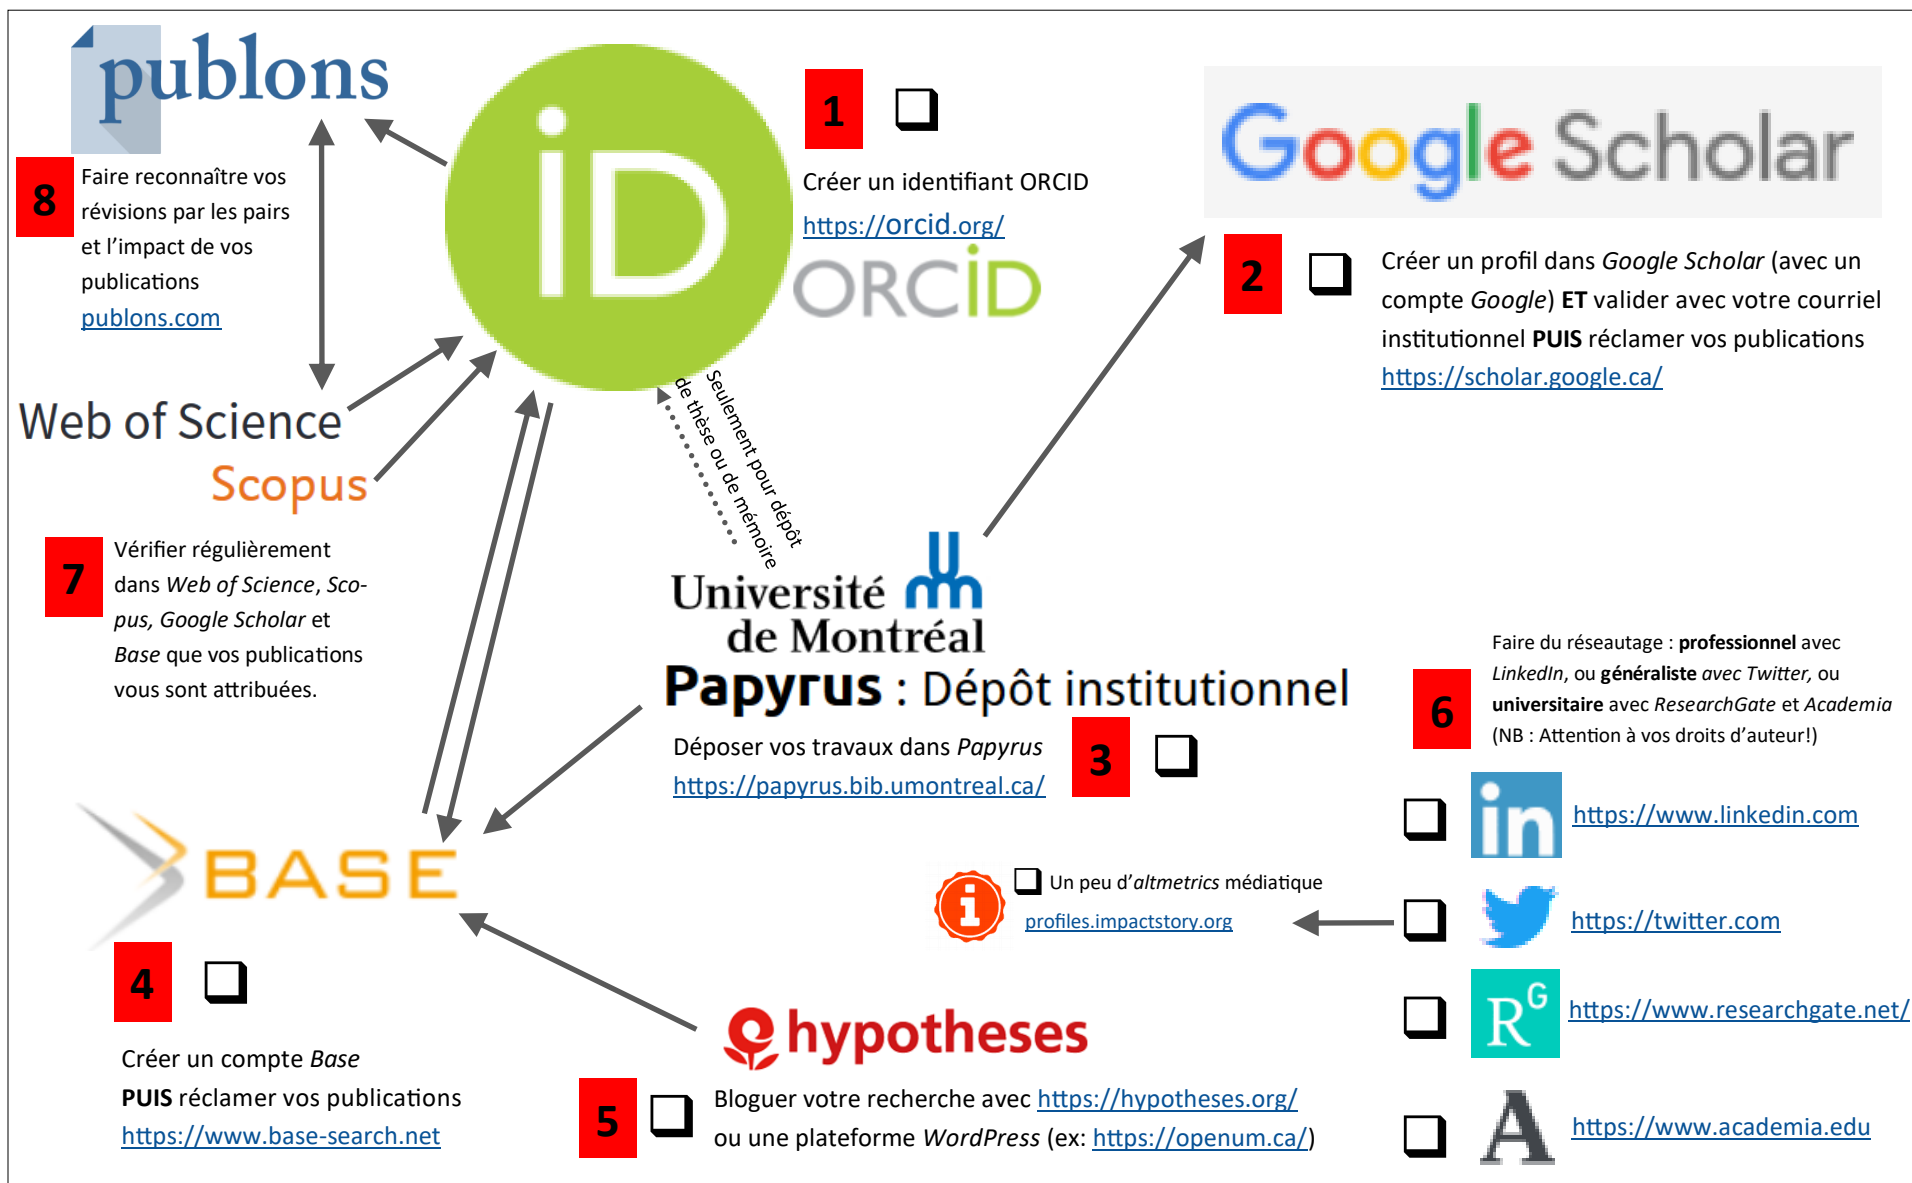 publons
8
Faire reconnaître vos
révisions par les pairs
et l'impact de vos
publications
publons.com
iD
1
Créer un identifiant ORCID
https://orcid.org/
ORCiD
Google Scholar
2
Créer un profil dans Google Scholar (avec un
compte Google) ET valider avec votre courriel
institutionnel PUIS réclamer vos publications
https://scholar.google.ca/
Web of Science
Scopus
7
Vérifier régulièrement
dans Web of Science, Sco-
pus, Google Scholar et
Base que vos publications
vous sont attribuées.
Seulement pour dépôt
de thèse ou de mémoire
Université
de Montréal
Papyrus : Dépôt institutionnel
Déposer vos travaux dans Papyrus
https://papyrus.bib.umontreal.ca/
3
6
Faire du réseautage : professionnel avec
LinkedIn, ou généraliste avec Twitter, ou
universitaire avec ResearchGate et Academia
(NB : Attention à vos droits d'auteur!)
in
https://www.linkedin.com
https://twitter.com
RG
https://www.researchgate.net/
A
https://www.academia.edu
i
Un peu d'altmetrics médiatique
profiles.impactstory.org
BASE
4
Créer un compte Base
PUIS réclamer vos publications
https://www.base-search.net
hypotheses
5
Bloguer votre recherche avec https://hypotheses.org/
ou une plateforme WordPress (ex: https://openum.ca/)